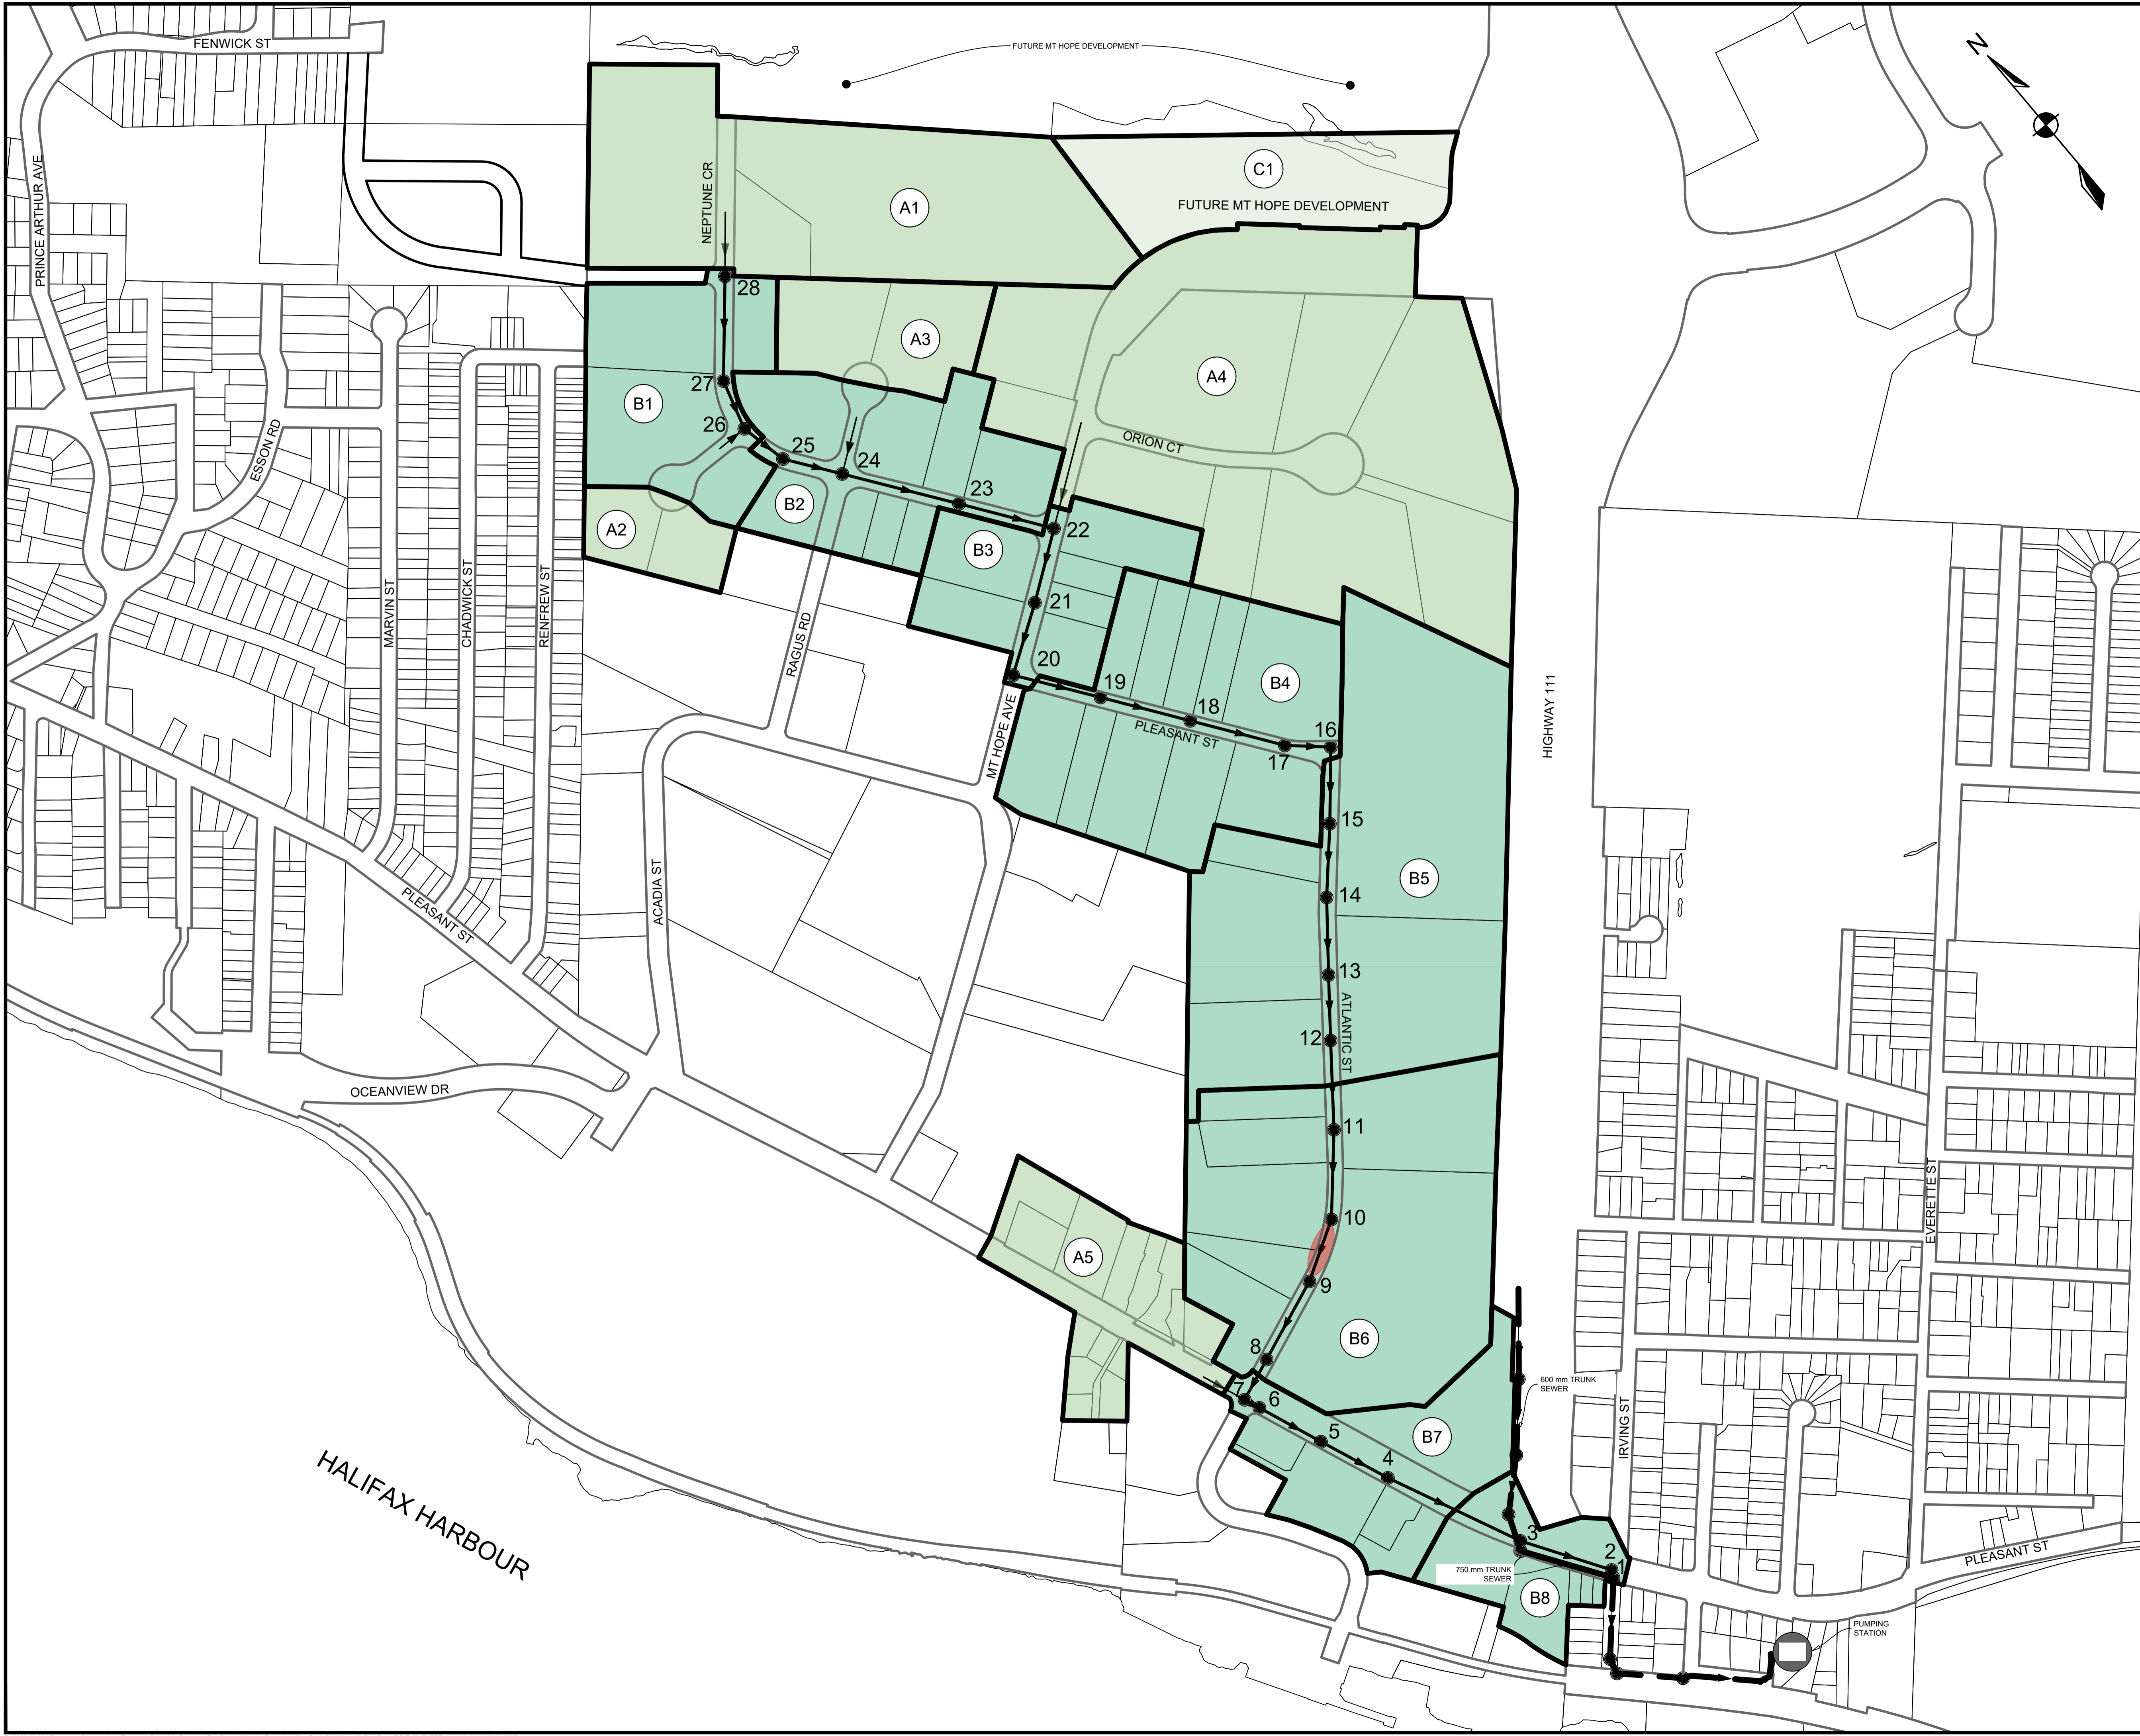 FENWICK ST
FUTURE MT HOPE DEVELOPMENT
N
PRINCE ARTHUR AVE
NEPTUNE CR
A1
C1
FUTURE MT HOPE DEVELOPMENT
28
A3
A4
27
B1
26
ORION CT
ESSON RD
25
24
23
B2
A2
22
B3
21
MARVIN ST
CHADWICK ST
RENFREW ST
RAGUS RD
20
19
B4
18
MT HOPE AVE
PLEASANT ST
16
17
HIGHWAY 111
15
B5
14
ACADIA ST
PLEASANT ST
13
ATLANTIC ST
12
OCEANVIEW DR
11
EVERETTE ST
10
A5
9
B6
8
7
6
600 mm TRUNK
SEWER
IRVING ST
5
B7
4
HALIFAX HARBOUR
3
2
1
PLEASANT ST
750 mm TRUNK
SEWER
B8
PUMPING
STATION